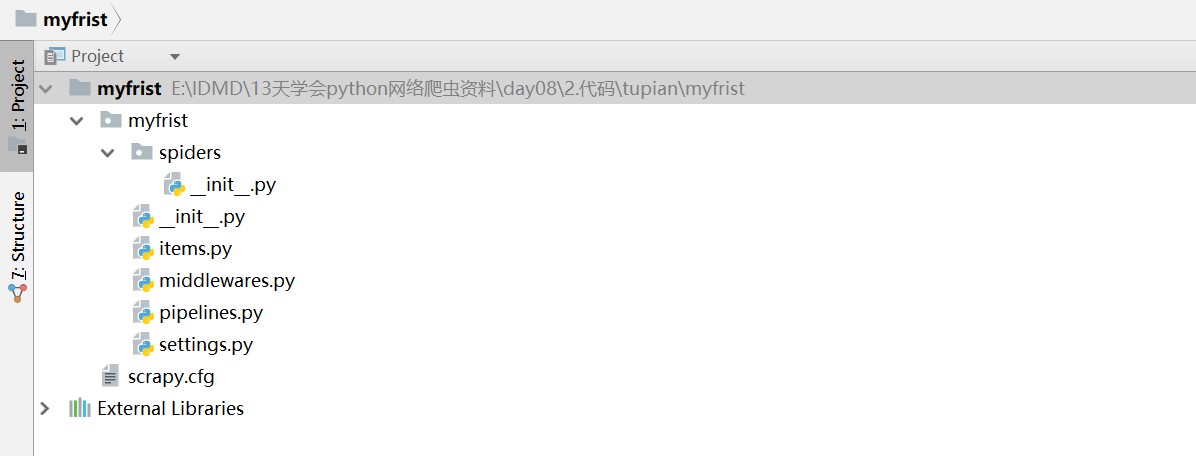 myfrist
Project
1: Project
myfrist E:\IDMD\13天学会python网络爬虫资料\day08\2.代码\tupian\myfrist
myfrist
spiders
__init__.py
__init__.py
7: Structure
items.py
middlewares.py
pipelines.py
settings.py
scrapy.cfg
External Libraries